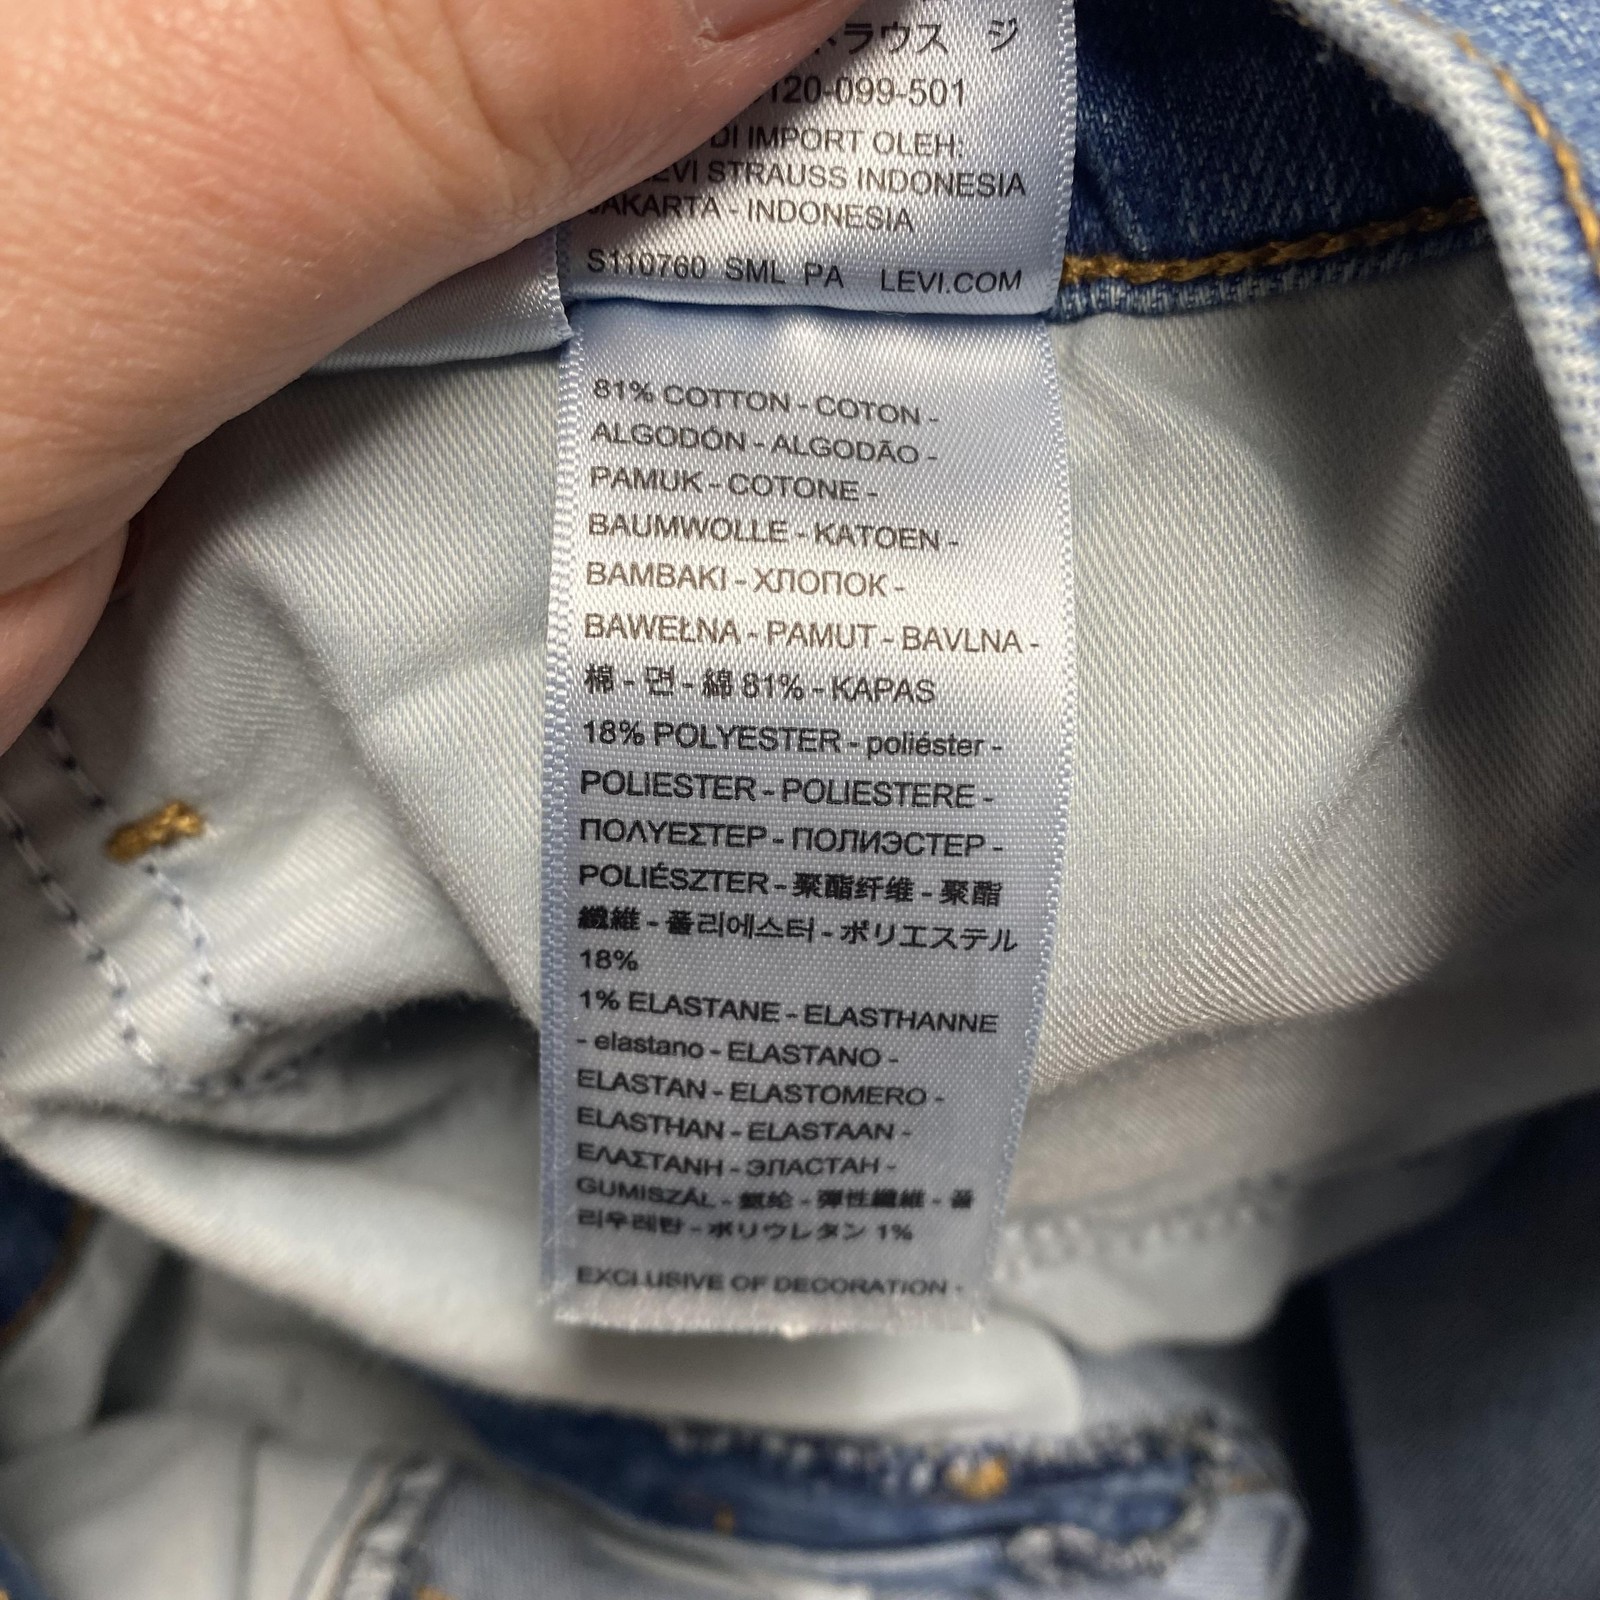 トラウス ジ
120-099-501
DI IMPORT OLEH:
LEVI STRAUSS INDONESIA
JAKARTA - INDONESIA
S110760 SML PA LEVI.COM
81% COTTON - COTON -
ALGODÓN - ALGODÃO -
PAMUK - COTONE -
BAUMWOLLE - KATOEN -
BAMBAKI - ХЛОПОК -
BAWEŁNA - PAMUT - BAVLNA -
棉 - 면 - 綿 81% - KAPAS
18% POLYESTER - poliéster -
POLIESTER - POLIESTERE -
ΠΟΛΥΕΣΤΕΡ - ПОЛИЭСТЕР -
POLIÉSZTER - 聚酯纤维 - 聚酯
纖維 - 폴리에스터 - ポリエステル
18%
1% ELASTANE - ELASTHANNE
- elastano - ELASTANO -
ELASTAN - ELASTOMERO -
ELASTHAN - ELASTAAN -
ΕΛΑΣΤΑΝΗ - ЭЛАСТАН -
GUMISZÁL - 氨纶 - 彈性纖維 - 폴
리우레탄 - ポリウレタン 1%
EXCLUSIVE OF DECORATION -